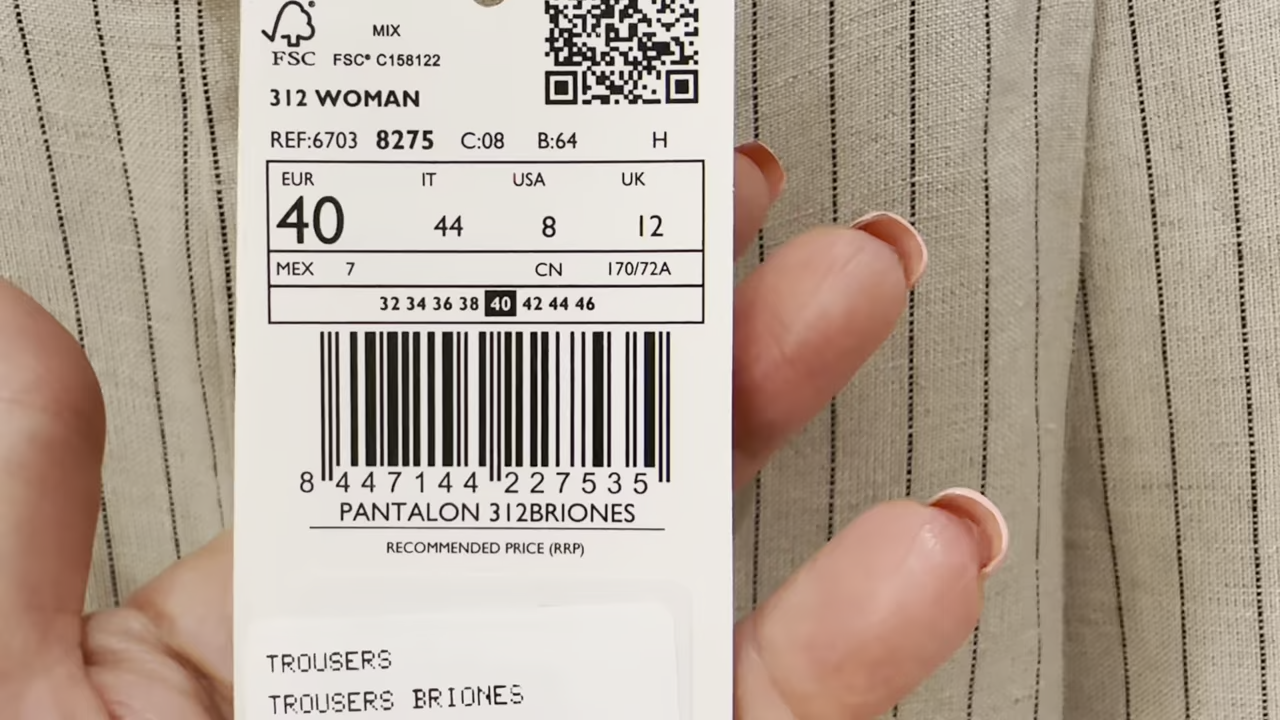 MIX
FSC® FSC® C158122
312 WOMAN
REF:6703 8275 C:08 B:64 H
EUR IT USA UK
40 44 8 12
MEX 7 CN 170/72A
32 34 36 38 40 42 44 46
8 447144 227535
PANTALON 312BRIONES
RECOMMENDED PRICE (RRP)
TROUSERS
TROUSERS BRIONES